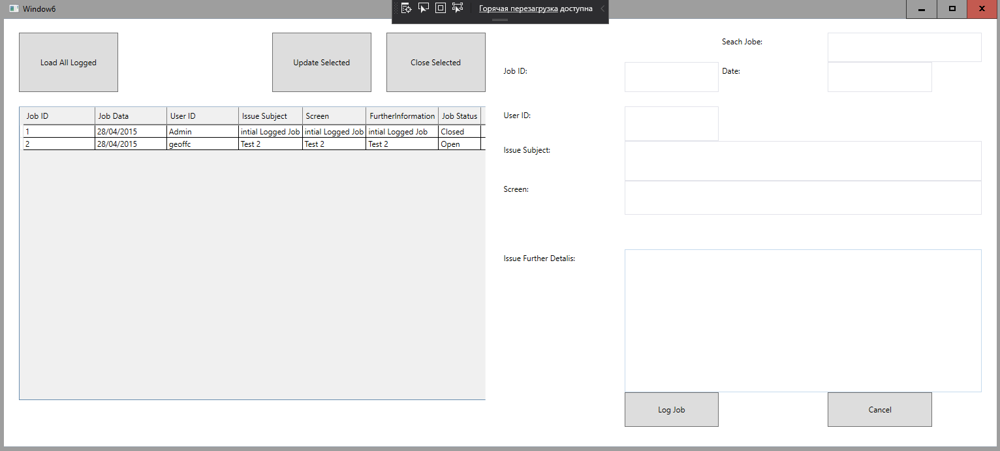 Window6
Горячая перезагрузка доступна
Load All Logged
Update Selected
Close Selected
Seach Jobe:
Job ID:
Date:
Job ID Job Data User ID Issue Subject Screen FurtherInformation Job Status
1 28/04/2015 Admin intial Logged Job intial Logged Job intial Logged Job Closed
2 28/04/2015 geoffc Test 2 Test 2 Test 2 Open
User ID:
Issue Subject:
Screen:
Issue Further Detalis:
Log Job
Cancel